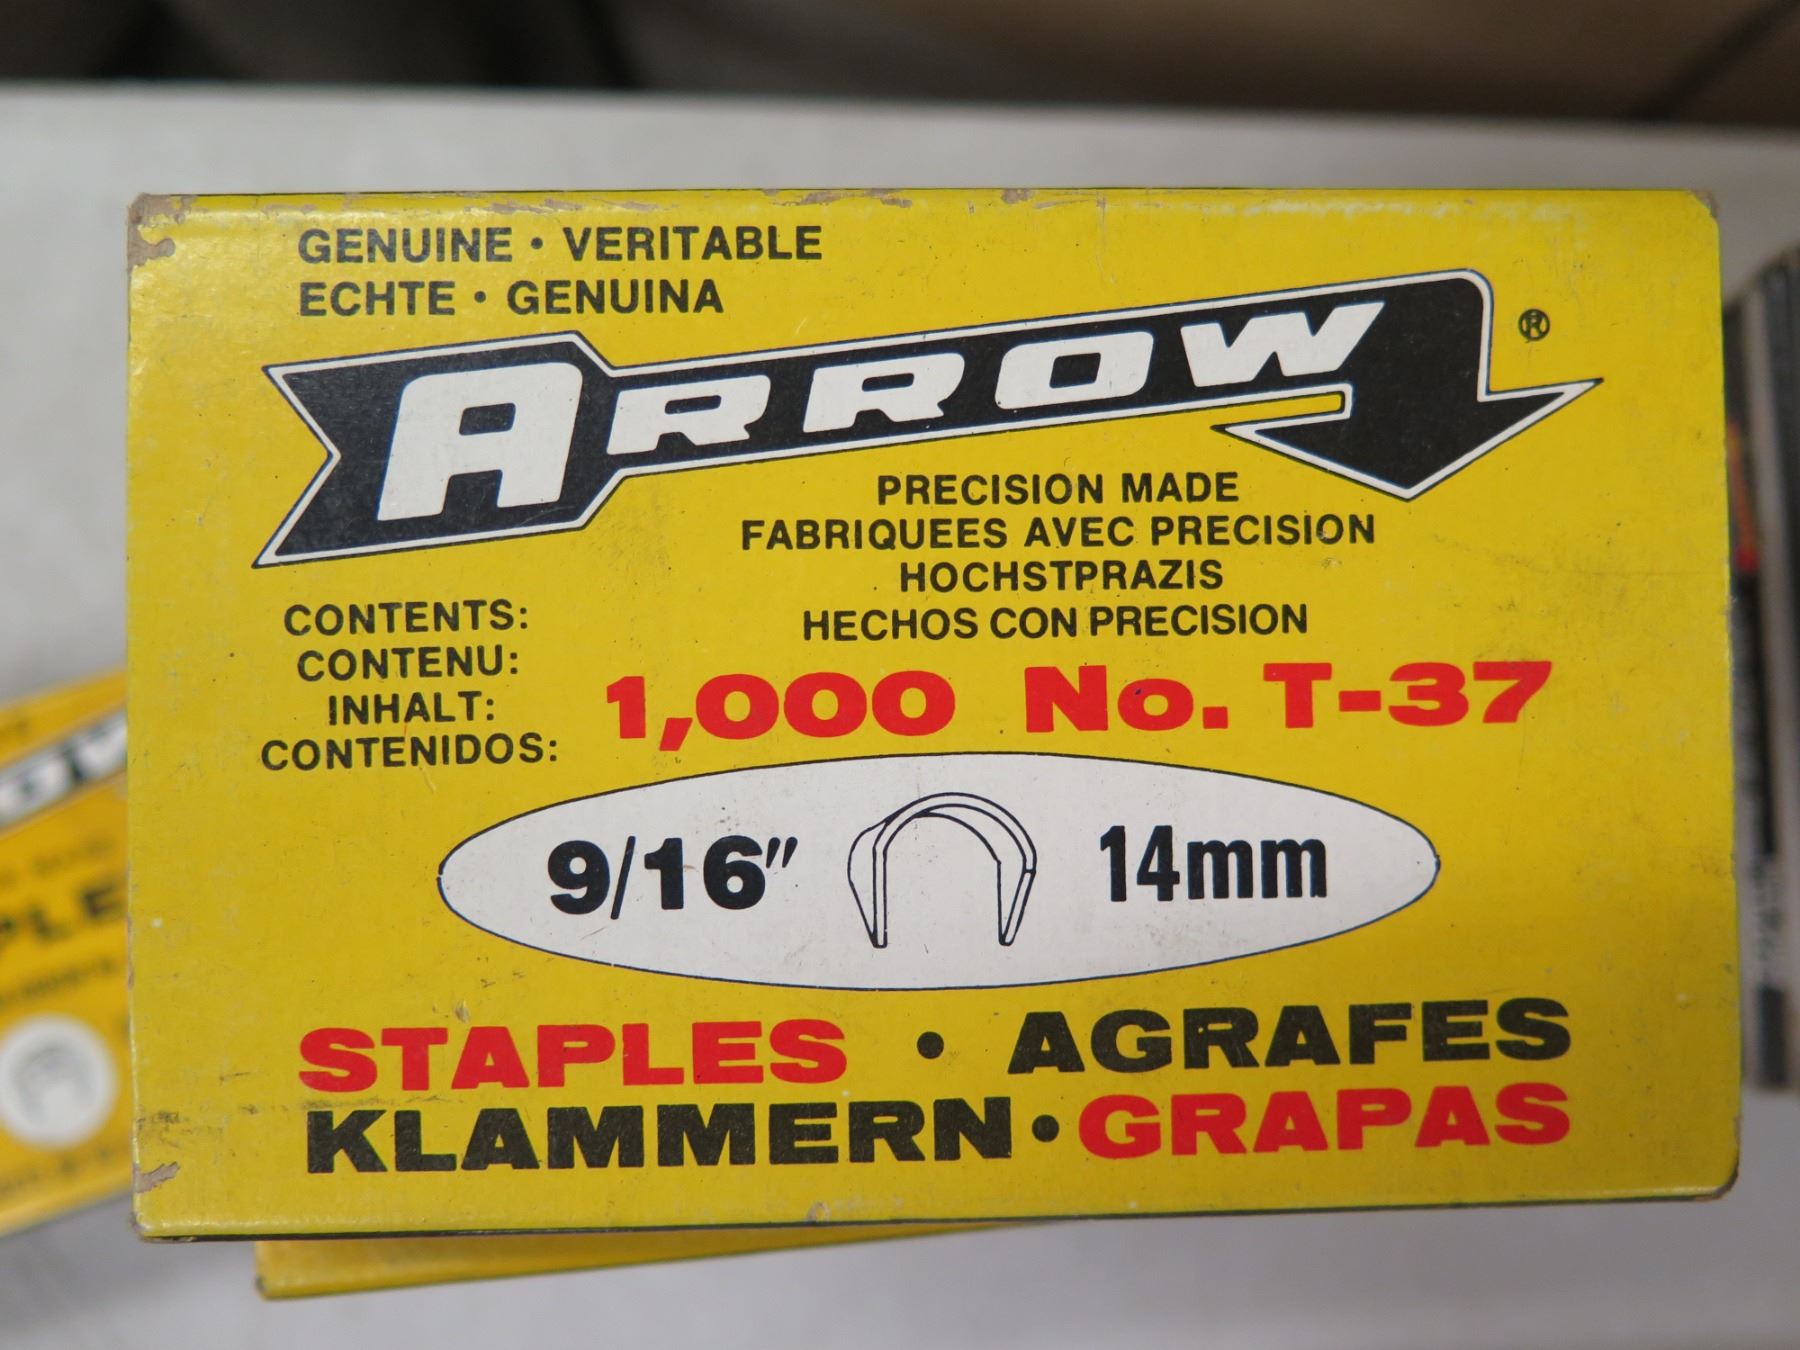 GENUINE • VERITABLE
ECHTE • GENUINA
ARROW ®
PRECISION MADE
FABRIQUEES AVEC PRECISION
HOCHSTPRAZIS
HECHOS CON PRECISION
CONTENTS:
CONTENU:
INHALT:
CONTENIDOS:
1,000 No. T-37
9/16" 14mm
STAPLES • AGRAFES
KLAMMERN • GRAPAS